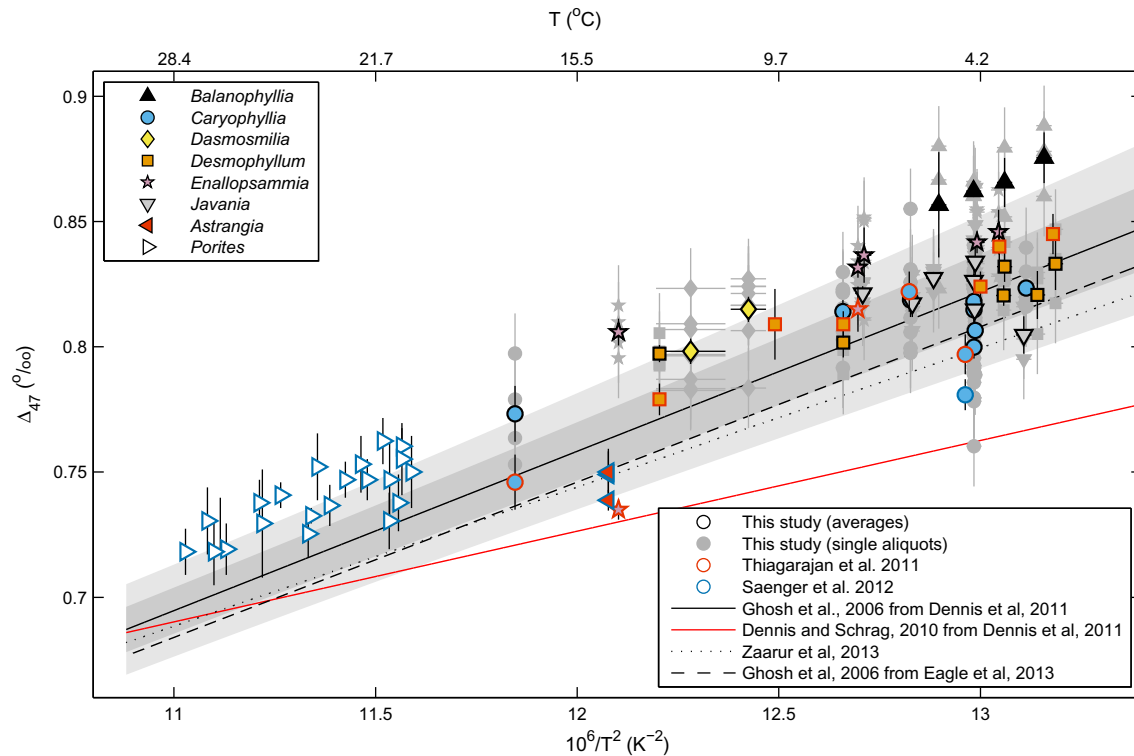 T (°C)
28.4 21.7 15.5 9.7 4.2
0.9
0.85
0.8
0.75
0.7
Δ47 (o/oo)
Balanophyllia
Caryophyllia
Dasmosmilia
Desmophyllum
Enallopsammia
Javania
Astrangia
Porites
This study (averages)
This study (single aliquots)
Thiagarajan et al. 2011
Saenger et al. 2012
Ghosh et al., 2006 from Dennis et al, 2011
Dennis and Schrag, 2010 from Dennis et al, 2011
Zaarur et al, 2013
Ghosh et al, 2006 from Eagle et al, 2013
11 11.5 12 12.5 13
10⁶/T² (K⁻²)